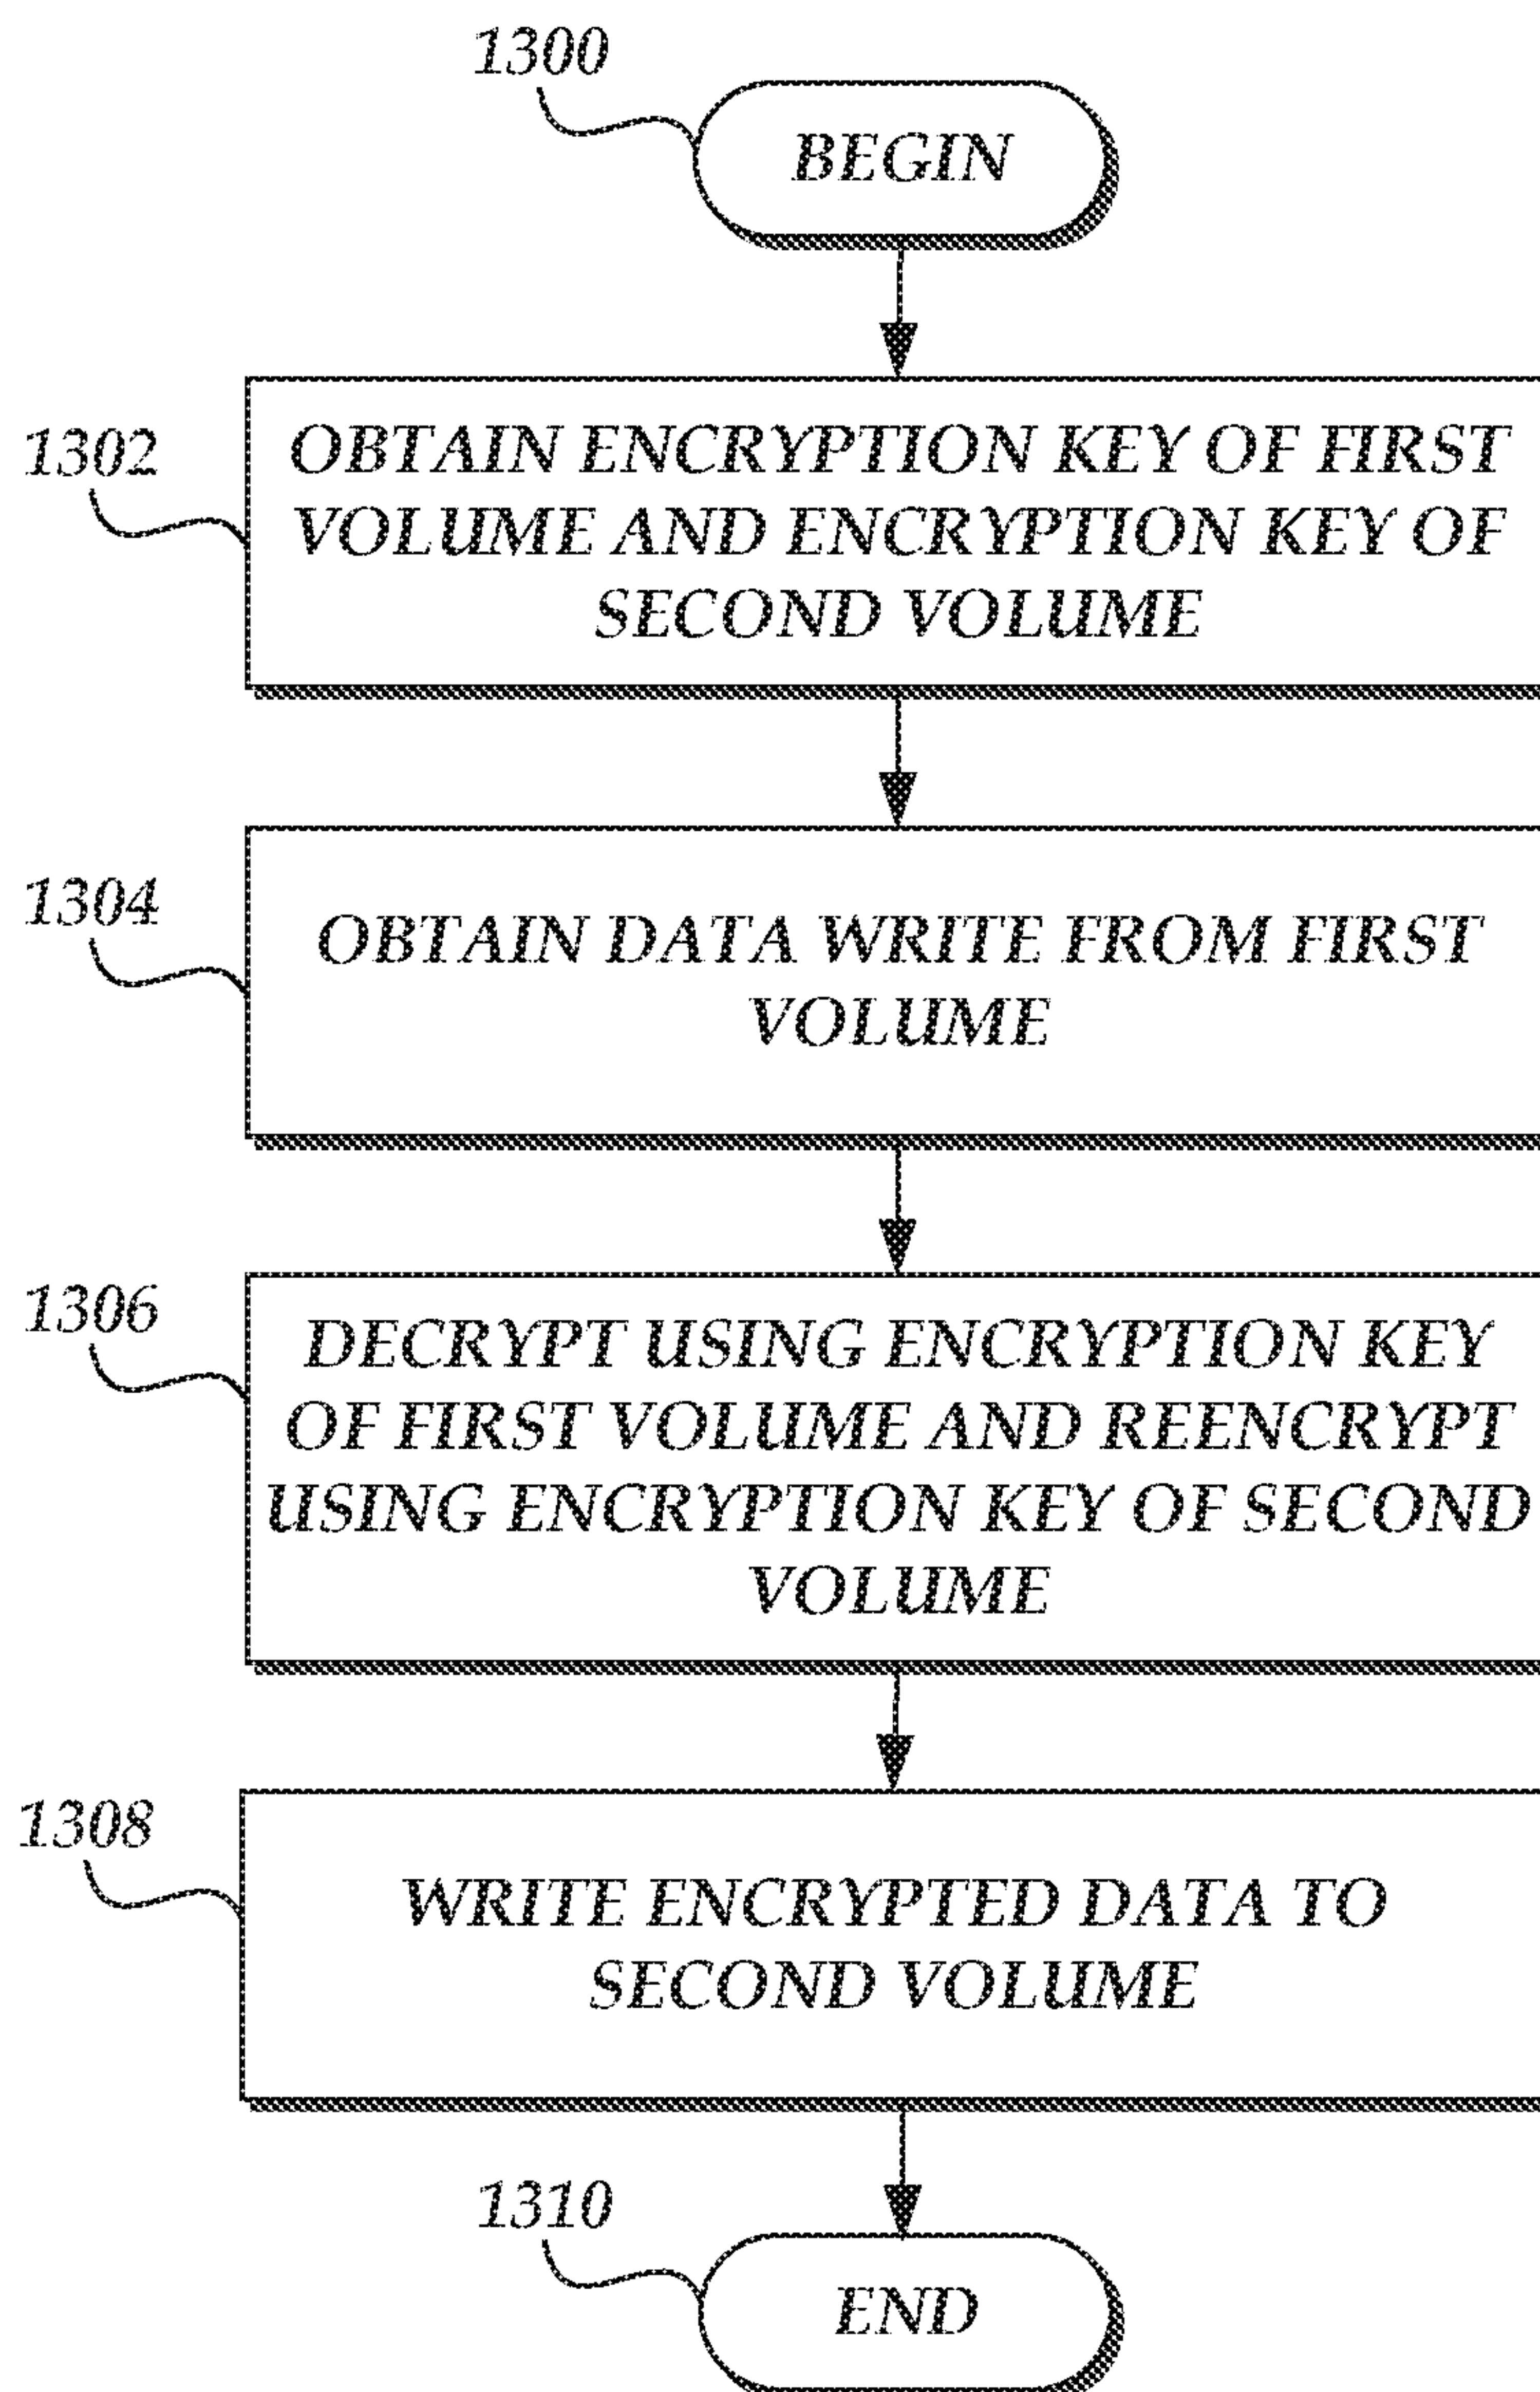 1300
BEGIN
1302
OBTAIN ENCRYPTION KEY OF FIRST
VOLUME AND ENCRYPTION KEY OF
SECOND VOLUME
1304
OBTAIN DATA WRITE FROM FIRST
VOLUME
1306
DECRYPT USING ENCRYPTION KEY
OF FIRST VOLUME AND REENCRYPT
USING ENCRYPTION KEY OF SECOND
VOLUME
1308
WRITE ENCRYPTED DATA TO
SECOND VOLUME
1310
END